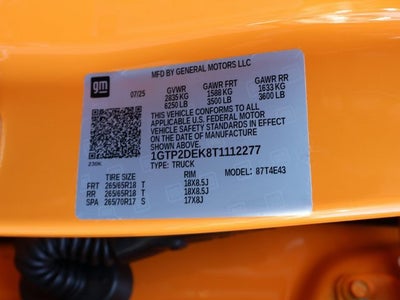 gm
MFD BY GENERAL MOTORS LLC
07/25 GVWR GAWR FRT GAWR RR
2835 KG 1588 KG 1633 KG
6250 LB 3500 LB 3600 LB
THIS VEHICLE CONFORMS TO ALL
APPLICABLE U.S. FEDERAL MOTOR
VEHICLE SAFETY STANDARDS IN EFFECT
ON THE DATE OF MANUFACTURE
SHOWN ABOVE.
1GTP2DEK8T1112277
TYPE: TRUCK MODEL: 87T4E43
TIRE SIZE RIM
FRT 265/65R18 T 18X8.5J
RR 265/65R18 T 18X8.5J
SPA 265/70R17 S 17X8J